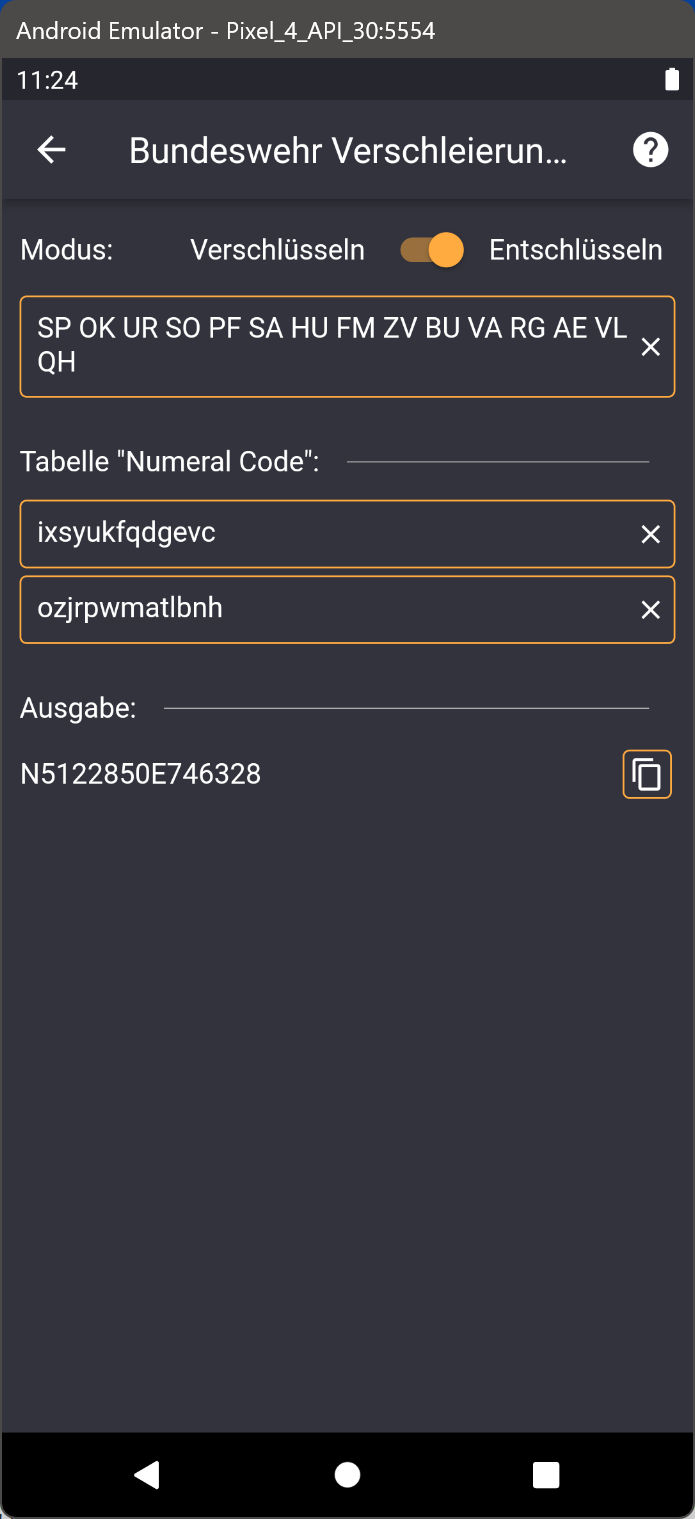 Android Emulator - Pixel_4_API_30:5554
11:24
Bundeswehr Verschleierun...
Modus: Verschlüsseln Entschlüsseln
SP OK UR SO PF SA HU FM ZV BU VA RG AE VL
QH
Tabelle "Numeral Code":
ixsyukfqdgevc
ozjrpwmatlbnh
Ausgabe:
N5122850E746328